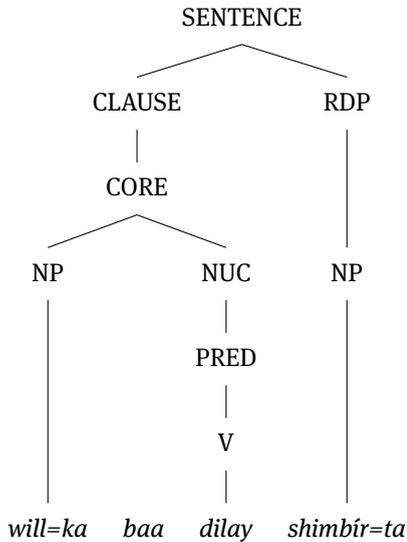 SENTENCE
CLAUSE RDP
CORE
NP NUC NP
PRED
V
will=ka baa dilay shimbír=ta